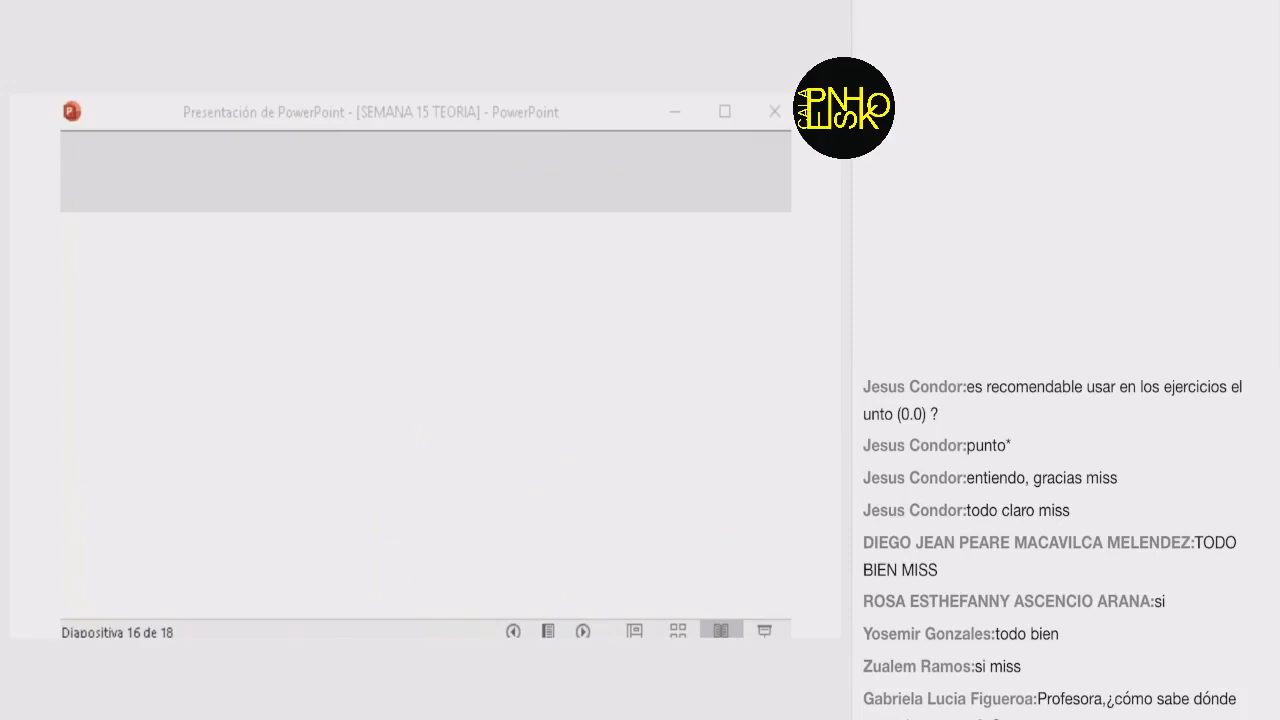 Presentación de PowerPoint - [SEMANA 15 TEORIA] - PowerPoint
CALA
PENHSKO
Jesus Condor:es recomendable usar en los ejercicios el
unto (0.0) ?
Jesus Condor:punto*
Jesus Condor:entiendo, gracias miss
Jesus Condor:todo claro miss
DIEGO JEAN PEARE MACAVILCA MELENDEZ:TODO
BIEN MISS
ROSA ESTHEFANNY ASCENCIO ARANA:si
Yosemir Gonzales:todo bien
Zualem Ramos:si miss
Gabriela Lucia Figueroa:Profesora,¿cómo sabe dónde
Diapositiva 16 de 18